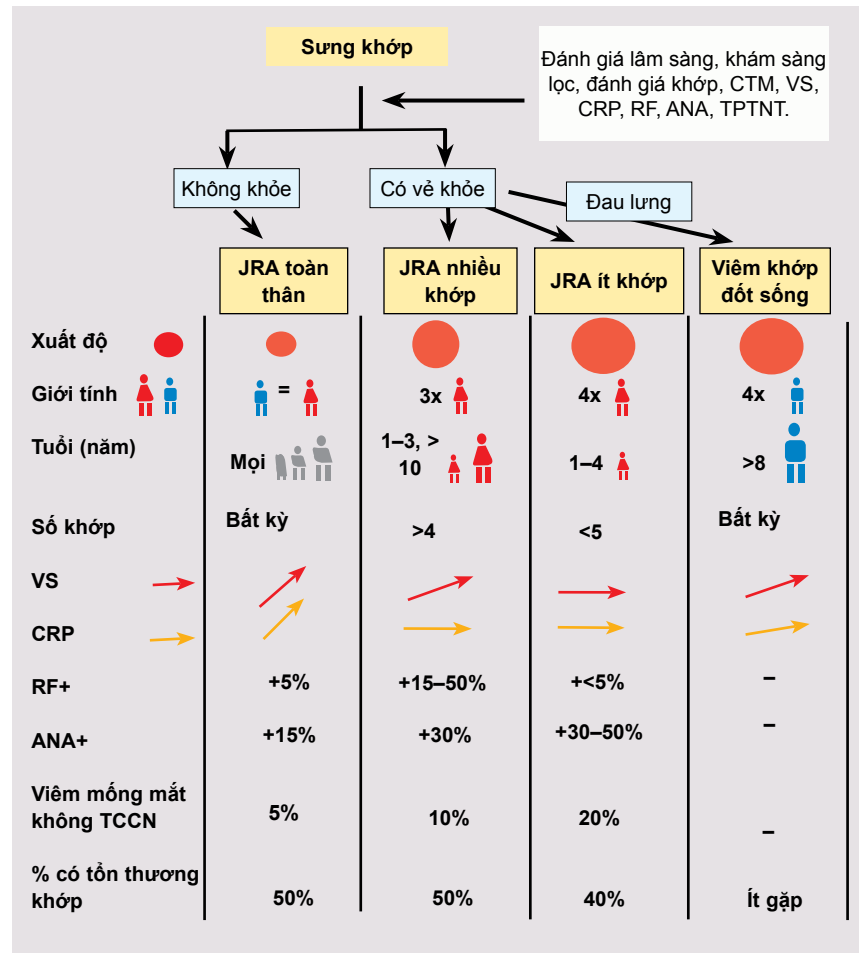 Sưng khớp
Đánh giá lâm sàng, khám sàng
lọc, đánh giá khớp, CTM, VS,
CRP, RF, ANA, TPTNT.
Không khỏe
Có vẻ khỏe
Đau lưng
JRA toàn
thân
JRA nhiều
khớp
JRA ít khớp
Viêm khớp
đốt sống
Xuất độ
Giới tính
=
3x
4x
4x
Tuổi (năm)
Mọi
1–3, >
10
1–4
>8
Số khớp
Bất kỳ
>4
<5
Bất kỳ
VS
CRP
RF+
+5%
+15–50%
+<5%
–
ANA+
+15%
+30%
+30–50%
–
Viêm mống mắt
không TCCN
5%
10%
20%
–
% có tổn thương
khớp
50%
50%
40%
Ít gặp